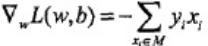 ∇_w L(w,b) = −∑_{x_i∈M} y_i x_i